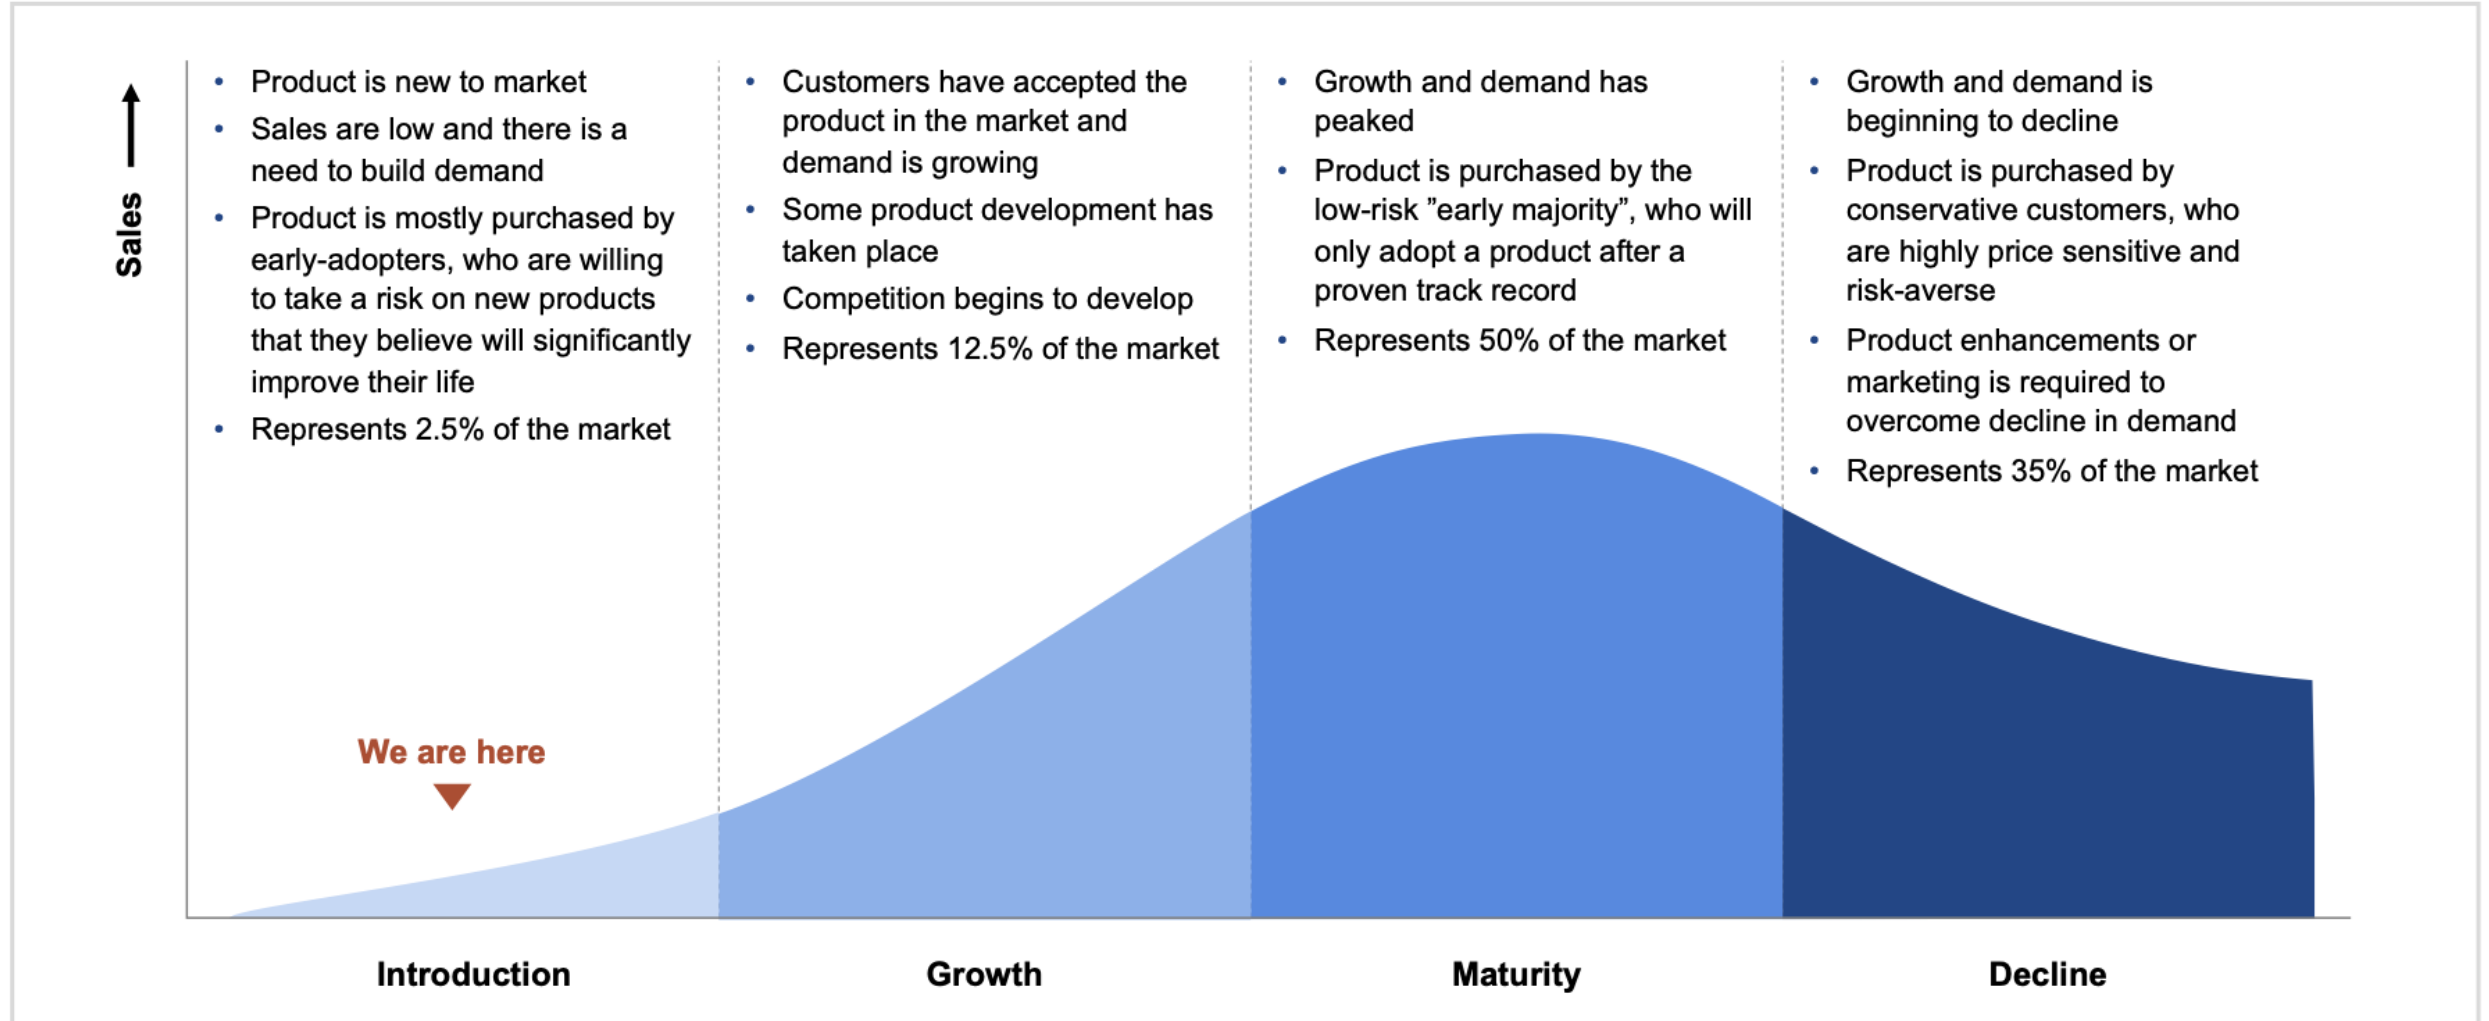 Sales
• Product is new to market
• Sales are low and there is a
need to build demand
• Product is mostly purchased by
early-adopters, who are willing
to take a risk on new products
that they believe will significantly
improve their life
• Represents 2.5% of the market
• Customers have accepted the
product in the market and
demand is growing
• Some product development has
taken place
• Competition begins to develop
• Represents 12.5% of the market
• Growth and demand has
peaked
• Product is purchased by the
low-risk ”early majority”, who will
only adopt a product after a
proven track record
• Represents 50% of the market
• Growth and demand is
beginning to decline
• Product is purchased by
conservative customers, who
are highly price sensitive and
risk-averse
• Product enhancements or
marketing is required to
overcome decline in demand
• Represents 35% of the market
We are here
Introduction
Growth
Maturity
Decline